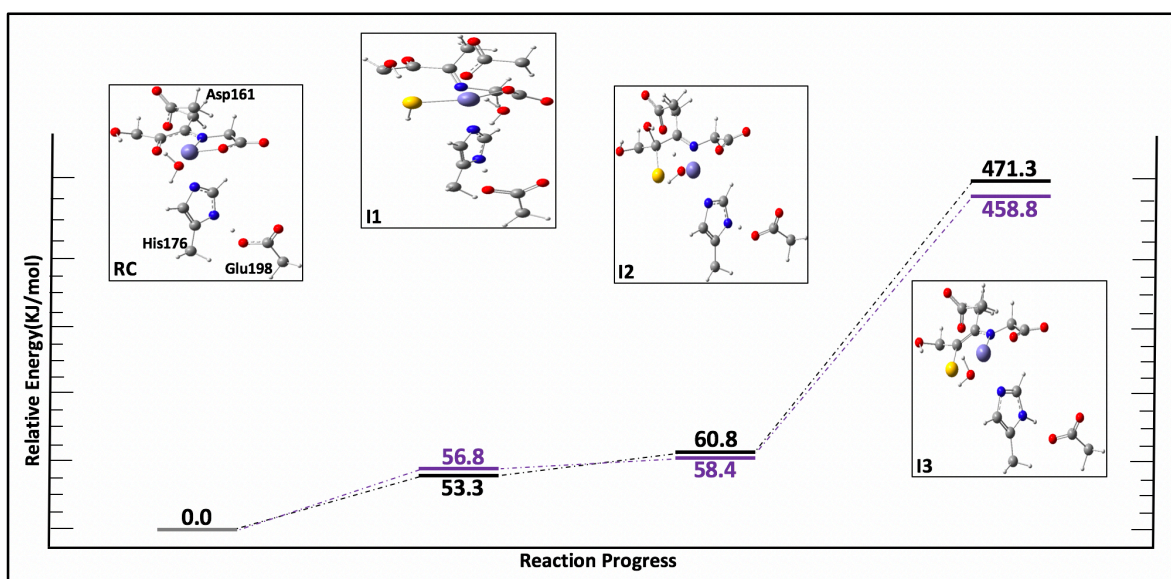 Relative Energy(KJ/mol)
Asp161
His176
Glu198
RC
I1
I2
I3
0.0
56.8
53.3
60.8
58.4
471.3
458.8
Reaction Progress